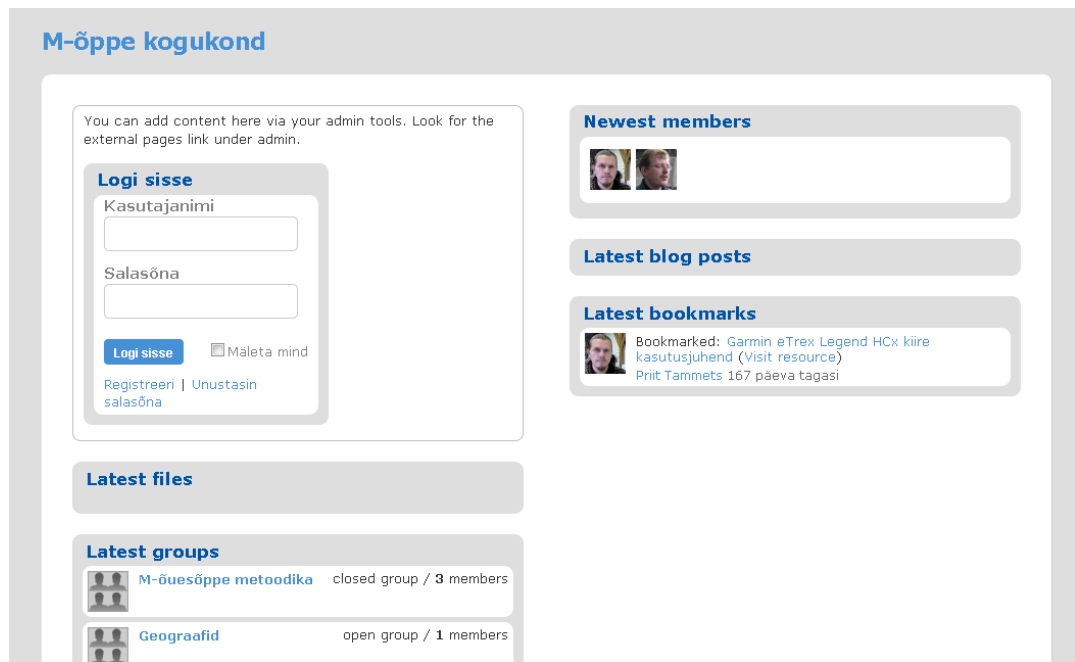 M-õppe kogukond
You can add content here via your admin tools. Look for the
external pages link under admin.
Logi sisse
Kasutajanimi
Salasõna
Logi sisse
Mäleta mind
Registreeri | Unustasin
salasõna
Latest files
Latest groups
M-õuesõppe metoodika closed group / 3 members
Geograafid open group / 1 members
Newest members
Latest blog posts
Latest bookmarks
Bookmarked: Garmin eTrex Legend HCx kiire
kasutusjuhend (Visit resource)
Priit Tammets 167 päeva tagasi